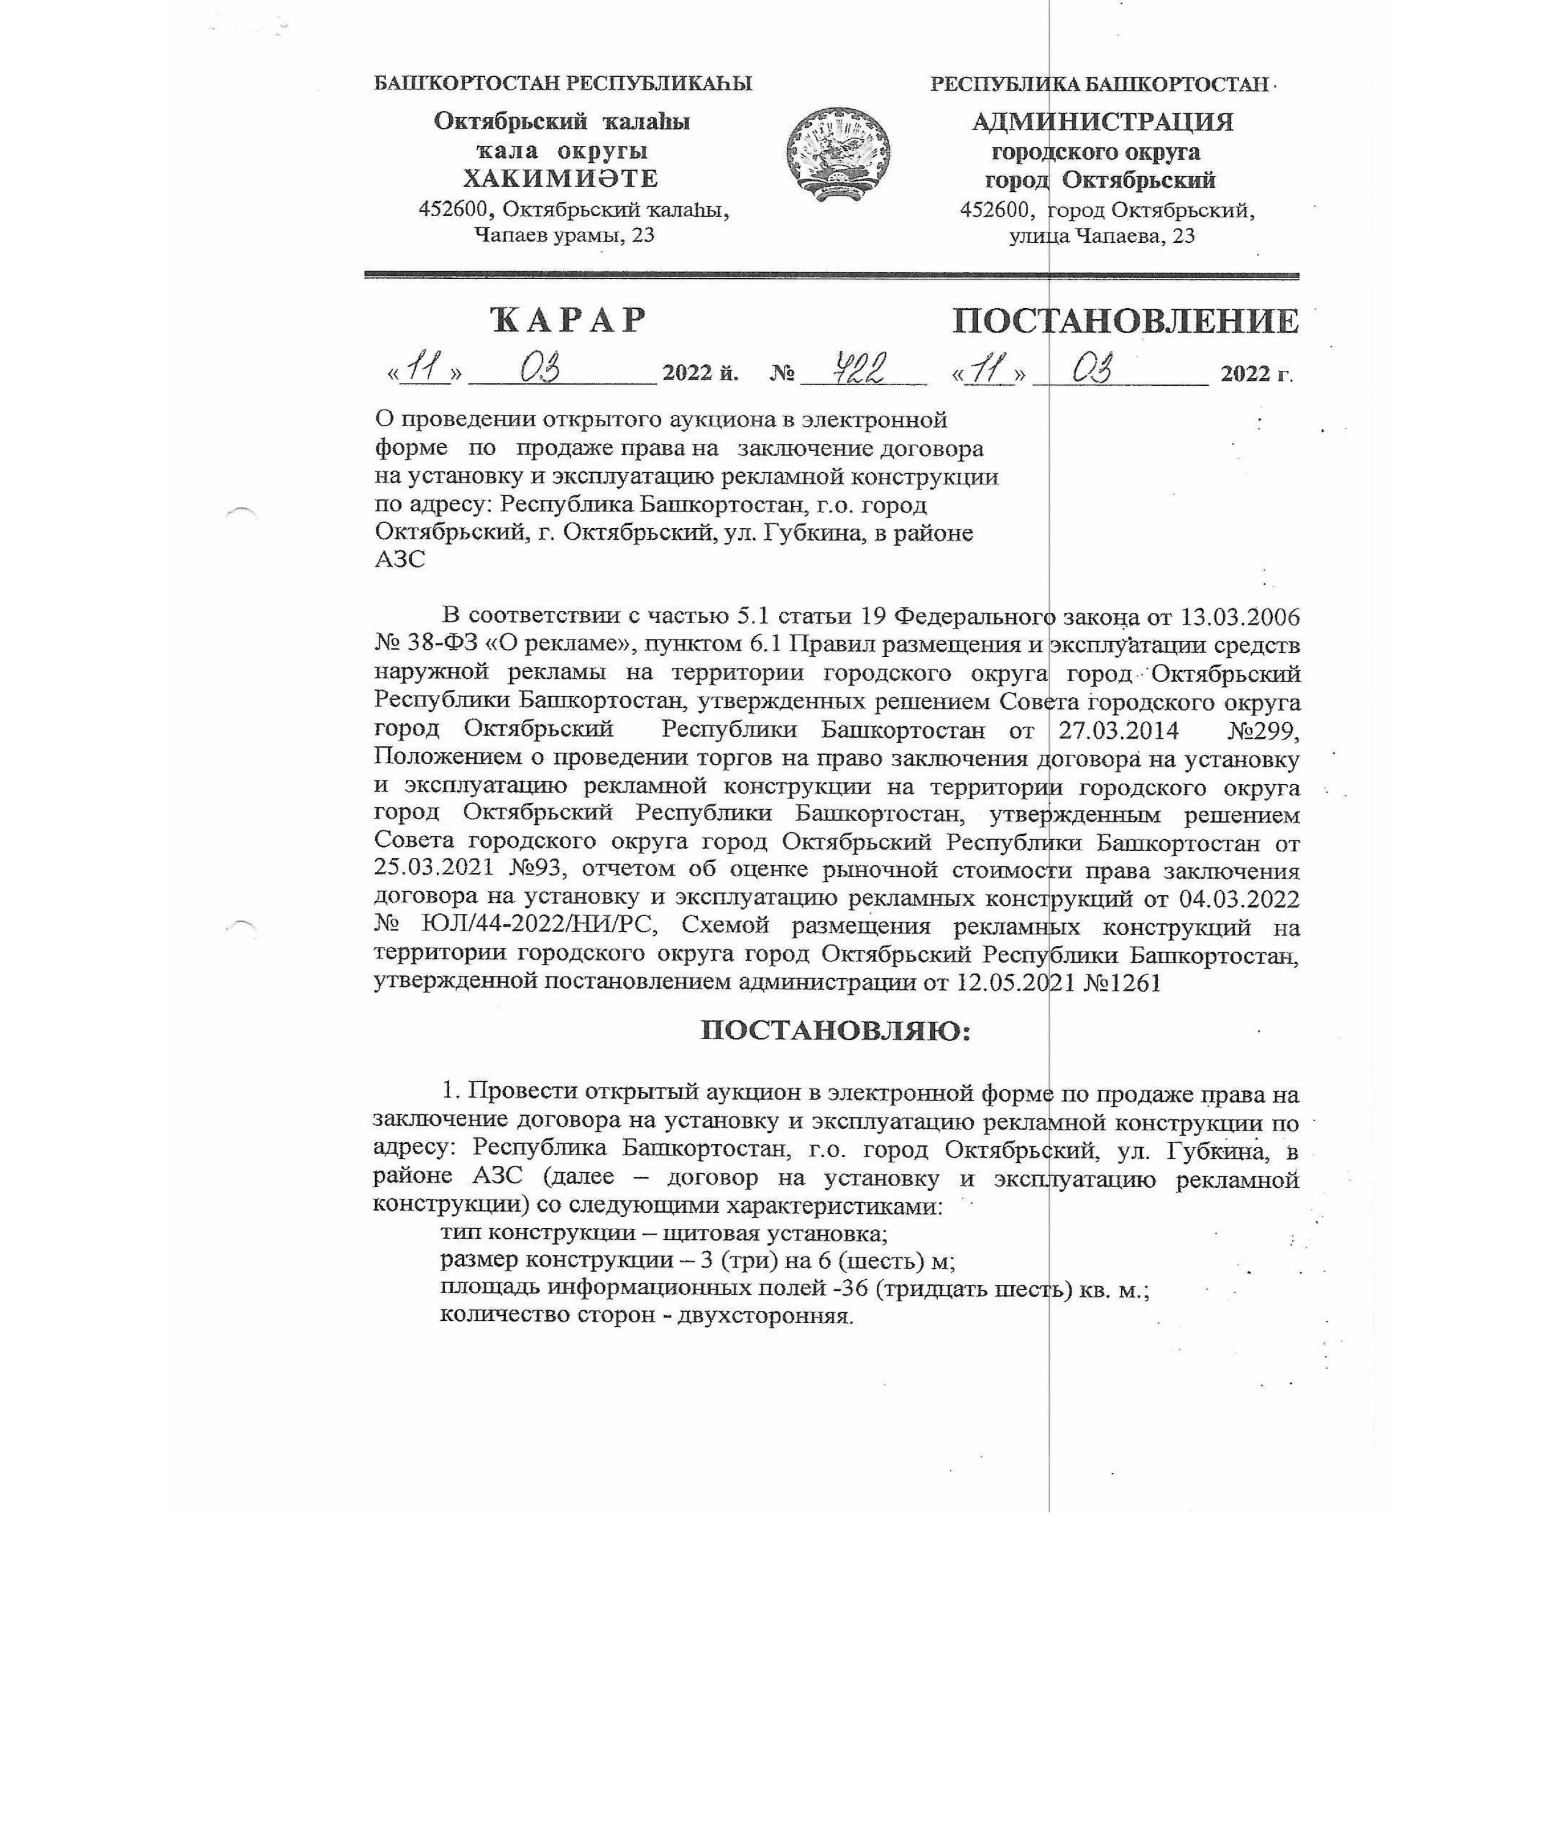 БАШҠОРТОСТАН РЕСПУБЛИКАҺЫ
Октябрьский ҡалаһы
ҡала округы
ХАКИМИӘТЕ
452600, Октябрьский ҡалаһы,
Чапаев урамы, 23
РЕСПУБЛИКА БАШКОРТОСТАН
АДМИНИСТРАЦИЯ
городского округа
город Октябрьский
452600, город Октябрьский,
улица Чапаева, 23
ҠАРАР
ПОСТАНОВЛЕНИЕ
«11» 03 2022 й. № 422 «11» 03 2022 г.
О проведении открытого аукциона в электронной
форме по продаже права на заключение договора
на установку и эксплуатацию рекламной конструкции
по адресу: Республика Башкортостан, г.о. город
Октябрьский, г. Октябрьский, ул. Губкина, в районе
АЗС
В соответствии с частью 5.1 статьи 19 Федерального закона от 13.03.2006
№ 38-ФЗ «О рекламе», пунктом 6.1 Правил размещения и эксплуатации средств
наружной рекламы на территории городского округа город Октябрьский
Республики Башкортостан, утвержденных решением Совета городского округа
город Октябрьский Республики Башкортостан от 27.03.2014 №299,
Положением о проведении торгов на право заключения договора на установку
и эксплуатацию рекламной конструкции на территории городского округа
город Октябрьский Республики Башкортостан, утвержденным решением
Совета городского округа город Октябрьский Республики Башкортостан от
25.03.2021 №93, отчетом об оценке рыночной стоимости права заключения
договора на установку и эксплуатацию рекламных конструкций от 04.03.2022
№ ЮЛ/44-2022/НИ/РС, Схемой размещения рекламных конструкций на
территории городского округа город Октябрьский Республики Башкортостан,
утвержденной постановлением администрации от 12.05.2021 №1261
ПОСТАНОВЛЯЮ:
1. Провести открытый аукцион в электронной форме по продаже права на
заключение договора на установку и эксплуатацию рекламной конструкции по
адресу: Республика Башкортостан, г.о. город Октябрьский, ул. Губкина, в
районе АЗС (далее – договор на установку и эксплуатацию рекламной
конструкции) со следующими характеристиками:
тип конструкции – щитовая установка;
размер конструкции – 3 (три) на 6 (шесть) м;
площадь информационных полей -36 (тридцать шесть) кв. м.;
количество сторон - двухсторонняя.